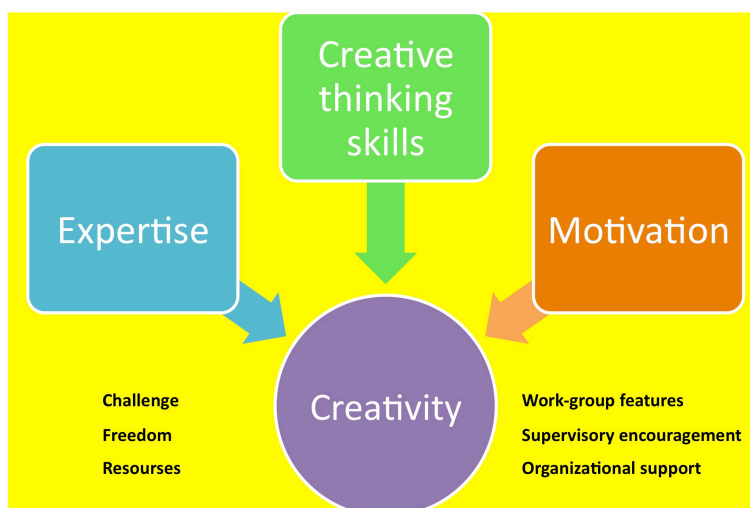 Creative
thinking
skills
Expertise
Motivation
Creativity
Challenge
Freedom
Resourses
Work-group features
Supervisory encouragement
Organizational support